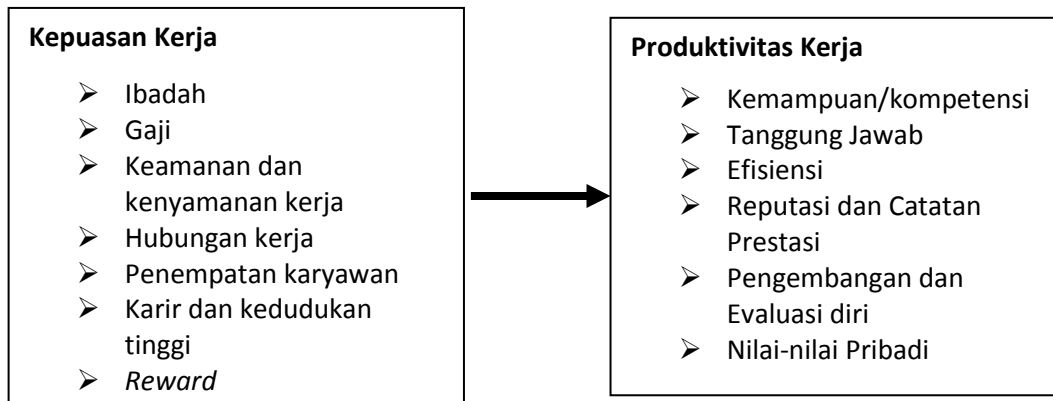 Kepuasan Kerja
➢ Ibadah
➢ Gaji
➢ Keamanan dan
kenyamanan kerja
➢ Hubungan kerja
➢ Penempatan karyawan
➢ Karir dan kedudukan
tinggi
➢ Reward
Produktivitas Kerja
➢ Kemampuan/kompetensi
➢ Tanggung Jawab
➢ Efisiensi
➢ Reputasi dan Catatan
Prestasi
➢ Pengembangan dan
Evaluasi diri
➢ Nilai-nilai Pribadi